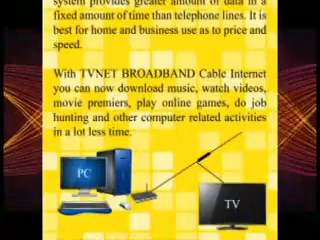 system provides greater amount of data in a
fixed amount of time than telephone lines. It is
best for home and business use as to price and
speed.
With TVNET BROADBAND Cable Internet
you can now download music, watch videos,
movie premiers, play online games, do job
hunting and other computer related activities
in a lot less time.
PC
TV